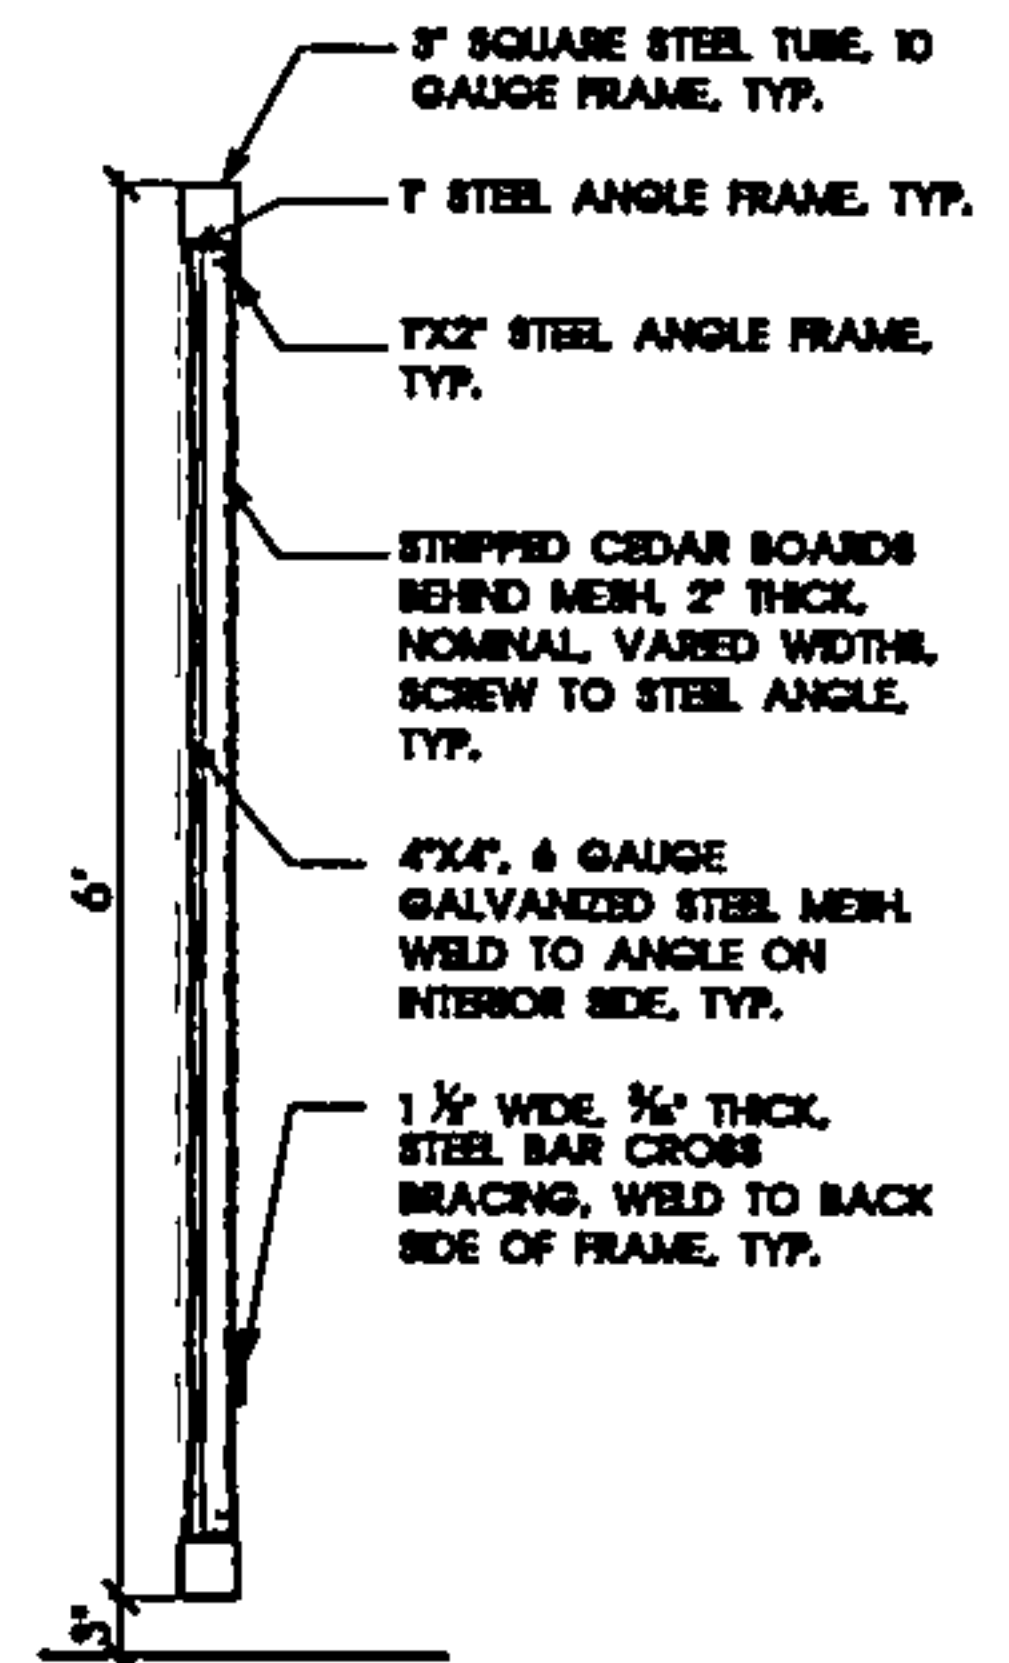 3" SQUARE STEEL TUBE, 10
GAUGE FRAME, TYP.
1" STEEL ANGLE FRAME, TYP.
1"X2" STEEL ANGLE FRAME,
TYP.
STRIPPED CEDAR BOARDS
BEHIND MESH, 2" THICK,
NOMINAL, VARIED WIDTHS,
SCREW TO STEEL ANGLE,
TYP.
6'
4"X4", 6 GAUGE
GALVANIZED STEEL MESH.
WELD TO ANGLE ON
INTERIOR SIDE, TYP.
1 ½" WIDE, 3⁄16" THICK,
STEEL BAR CROSS
BRACING, WELD TO BACK
SIDE OF FRAME, TYP.
3"